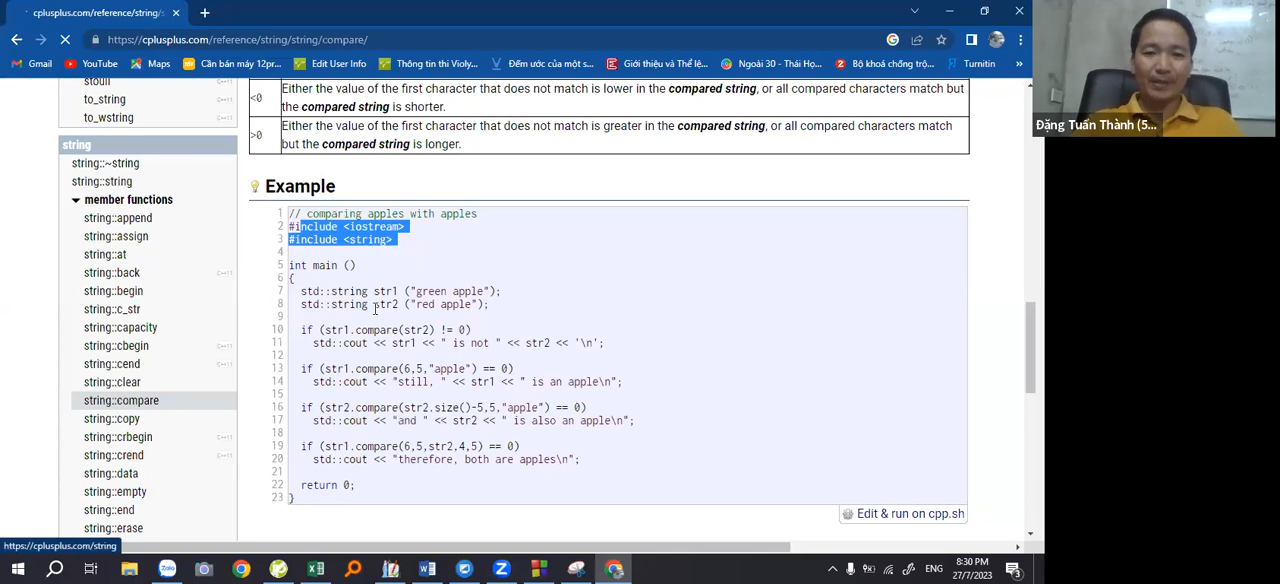 cplusplus.com/reference/string/s
https://cplusplus.com/reference/string/string/compare/
Gmail
YouTube
Maps
Cần bán máy 12pr...
Edit User Info
Thông tin thi Violy...
Đếm ước của một s...
Giới thiệu và Thể lệ...
Ngoài 30 - Thái Họ...
Bộ khoá chống trộ...
Turnitin
»
Đặng Tuấn Thành (5...
stoull
to_string C++11
to_wstring C++11
string
string::~string
string::string
member functions
string::append
string::assign
string::at
string::back C++11
string::begin
string::c_str
string::capacity
string::cbegin C++11
string::cend C++11
string::clear
string::compare
string::copy
string::crbegin C++11
string::crend C++11
string::data
string::empty
string::end
string::erase
<0 Either the value of the first character that does not match is lower in the compared string, or all compared characters match but
the compared string is shorter.
>0 Either the value of the first character that does not match is greater in the compared string, or all compared characters match
but the compared string is longer.
Example
1 // comparing apples with apples
2 #include <iostream>
3 #include <string>
4
5 int main ()
6 {
7 std::string str1 ("green apple");
8 std::string str2 ("red apple");
9
10 if (str1.compare(str2) != 0)
11 std::cout << str1 << " is not " << str2 << '\n';
12
13 if (str1.compare(6,5,"apple") == 0)
14 std::cout << "still, " << str1 << " is an apple\n";
15
16 if (str2.compare(str2.size()-5,5,"apple") == 0)
17 std::cout << "and " << str2 << " is also an apple\n";
18
19 if (str1.compare(6,5,str2,4,5) == 0)
20 std::cout << "therefore, both are apples\n";
21
22 return 0;
23 }
Edit & run on cpp.sh
https://cplusplus.com/string
Zalo
ENG
8:30 PM
27/7/2023